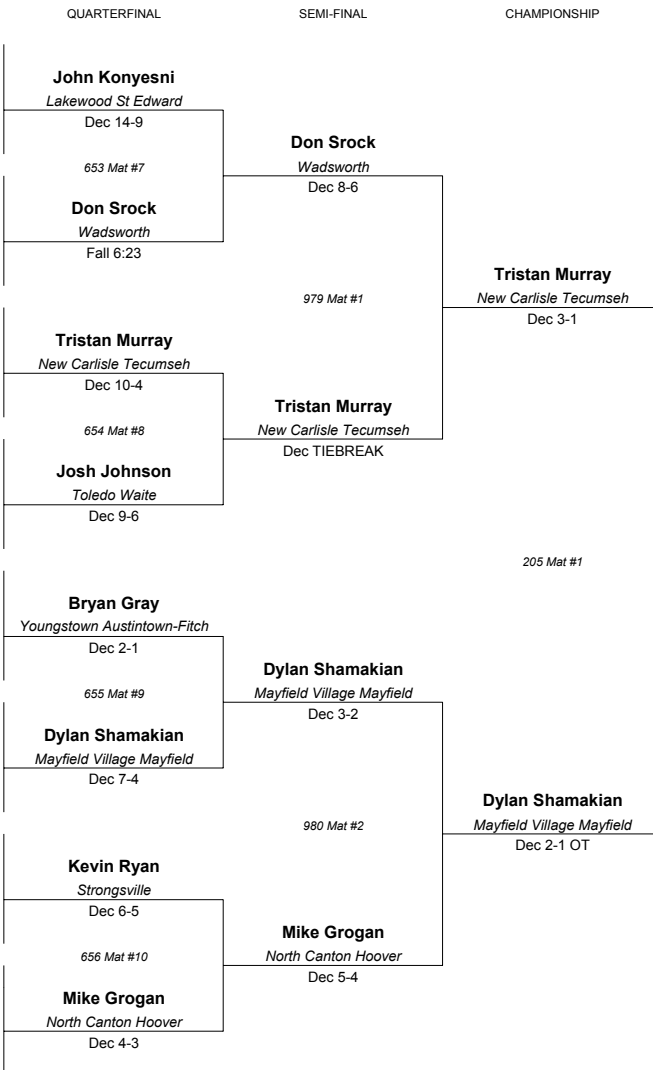 QUARTERFINAL SEMI-FINAL CHAMPIONSHIP
John Konyesni
Lakewood St Edward
Dec 14-9
653 Mat #7
Don Srock
Wadsworth
Fall 6:23
Don Srock
Wadsworth
Dec 8-6
979 Mat #1
Tristan Murray
New Carlisle Tecumseh
Dec 10-4
654 Mat #8
Josh Johnson
Toledo Waite
Dec 9-6
Tristan Murray
New Carlisle Tecumseh
Dec TIEBREAK
Tristan Murray
New Carlisle Tecumseh
Dec 3-1
205 Mat #1
Bryan Gray
Youngstown Austintown-Fitch
Dec 2-1
655 Mat #9
Dylan Shamakian
Mayfield Village Mayfield
Dec 7-4
Dylan Shamakian
Mayfield Village Mayfield
Dec 3-2
980 Mat #2
Kevin Ryan
Strongsville
Dec 6-5
656 Mat #10
Mike Grogan
North Canton Hoover
Dec 4-3
Mike Grogan
North Canton Hoover
Dec 5-4
Dylan Shamakian
Mayfield Village Mayfield
Dec 2-1 OT